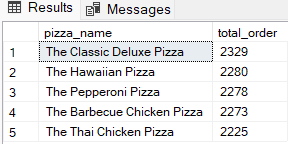 Results Messages
pizza_name total_order
1 The Classic Deluxe Pizza 2329
2 The Hawaiian Pizza 2280
3 The Pepperoni Pizza 2278
4 The Barbecue Chicken Pizza 2273
5 The Thai Chicken Pizza 2225